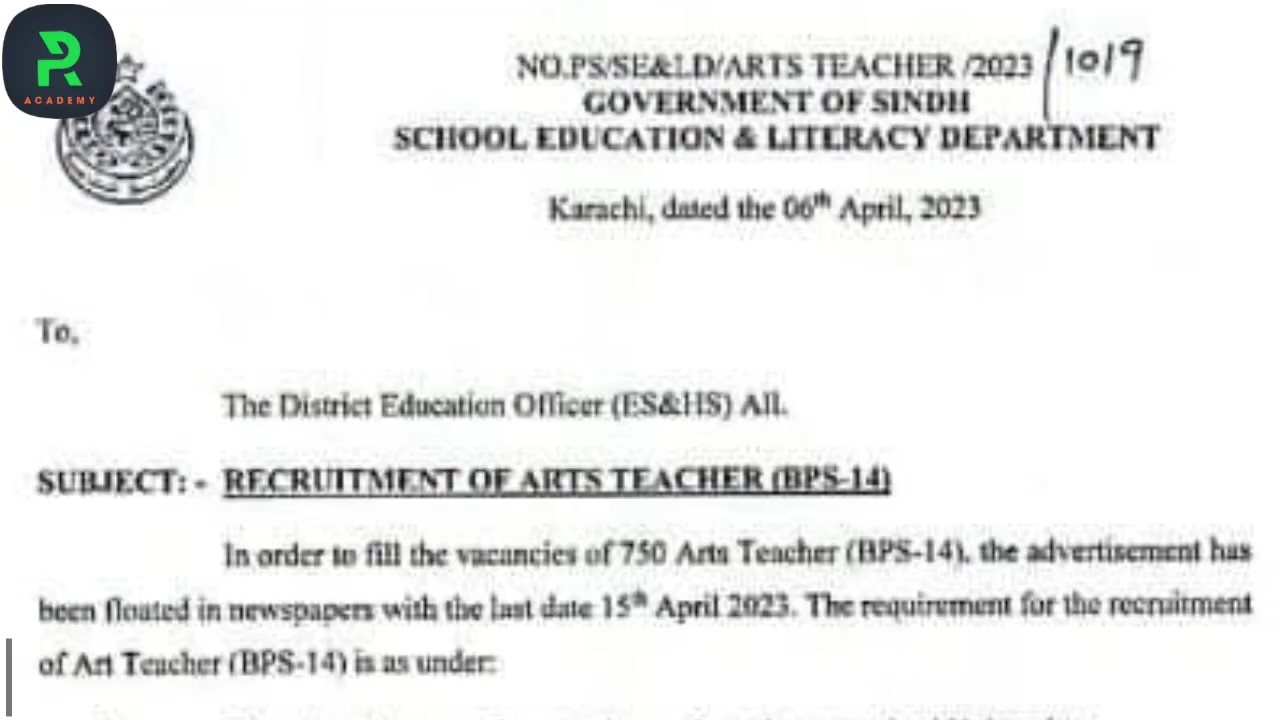 R
ACADEMY
NO.PS/SE&LD/ARTS TEACHER /2023 /1019
GOVERNMENT OF SINDH
SCHOOL EDUCATION & LITERACY DEPARTMENT
Karachi, dated the 06th April, 2023
To,
The District Education Officer (ES&HS) All.
SUBJECT: - RECRUITMENT OF ARTS TEACHER (BPS-14)
In order to fill the vacancies of 750 Arts Teacher (BPS-14), the advertisement has
been floated in newspapers with the last date 15th April 2023. The requirement for the recruitment
of Art Teacher (BPS-14) is as under: